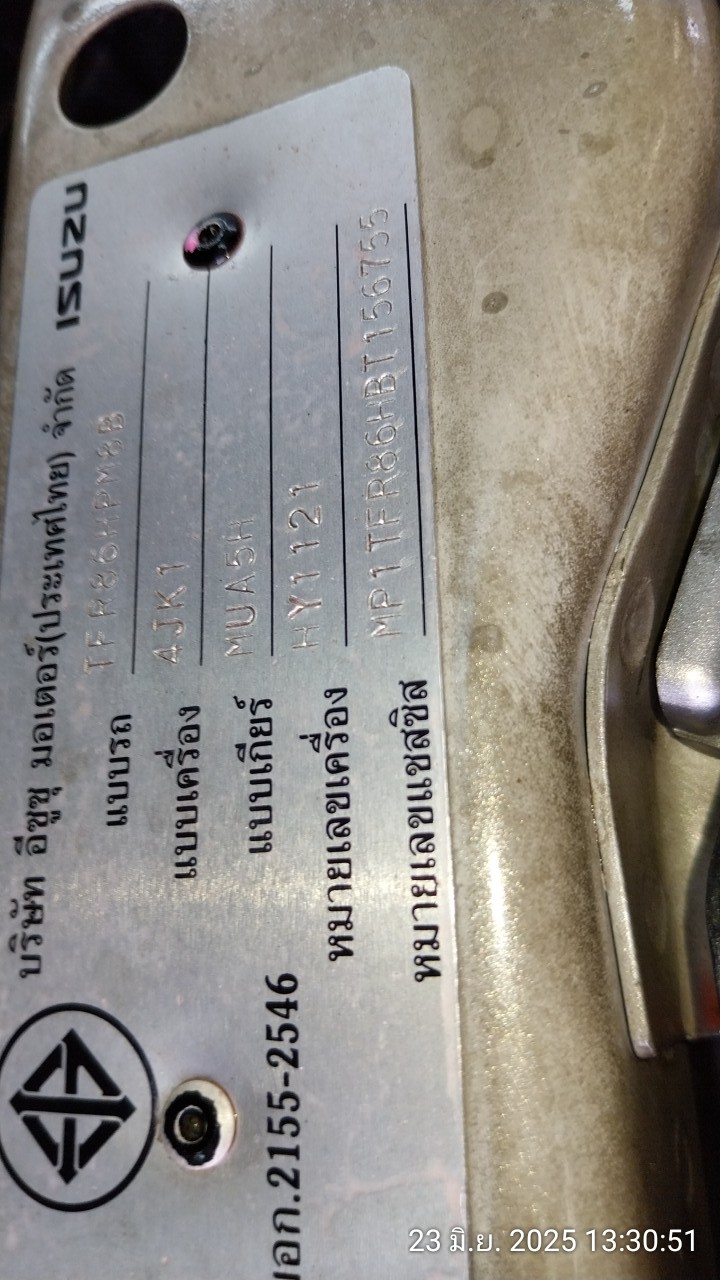 บริษัท อีซูซุ มอเตอร์(ประเทศไทย) จำกัด ISUZU
แบบรถ TFR86HPM8B
แบบเครื่อง 4JK1
แบบเกียร์ MUA5H
หมายเลขเครื่อง HY1121
หมายเลขแชสซิส MP1TFR86HBT156755
มอก.2155-2546
23 มิ.ย. 2025 13:30:51